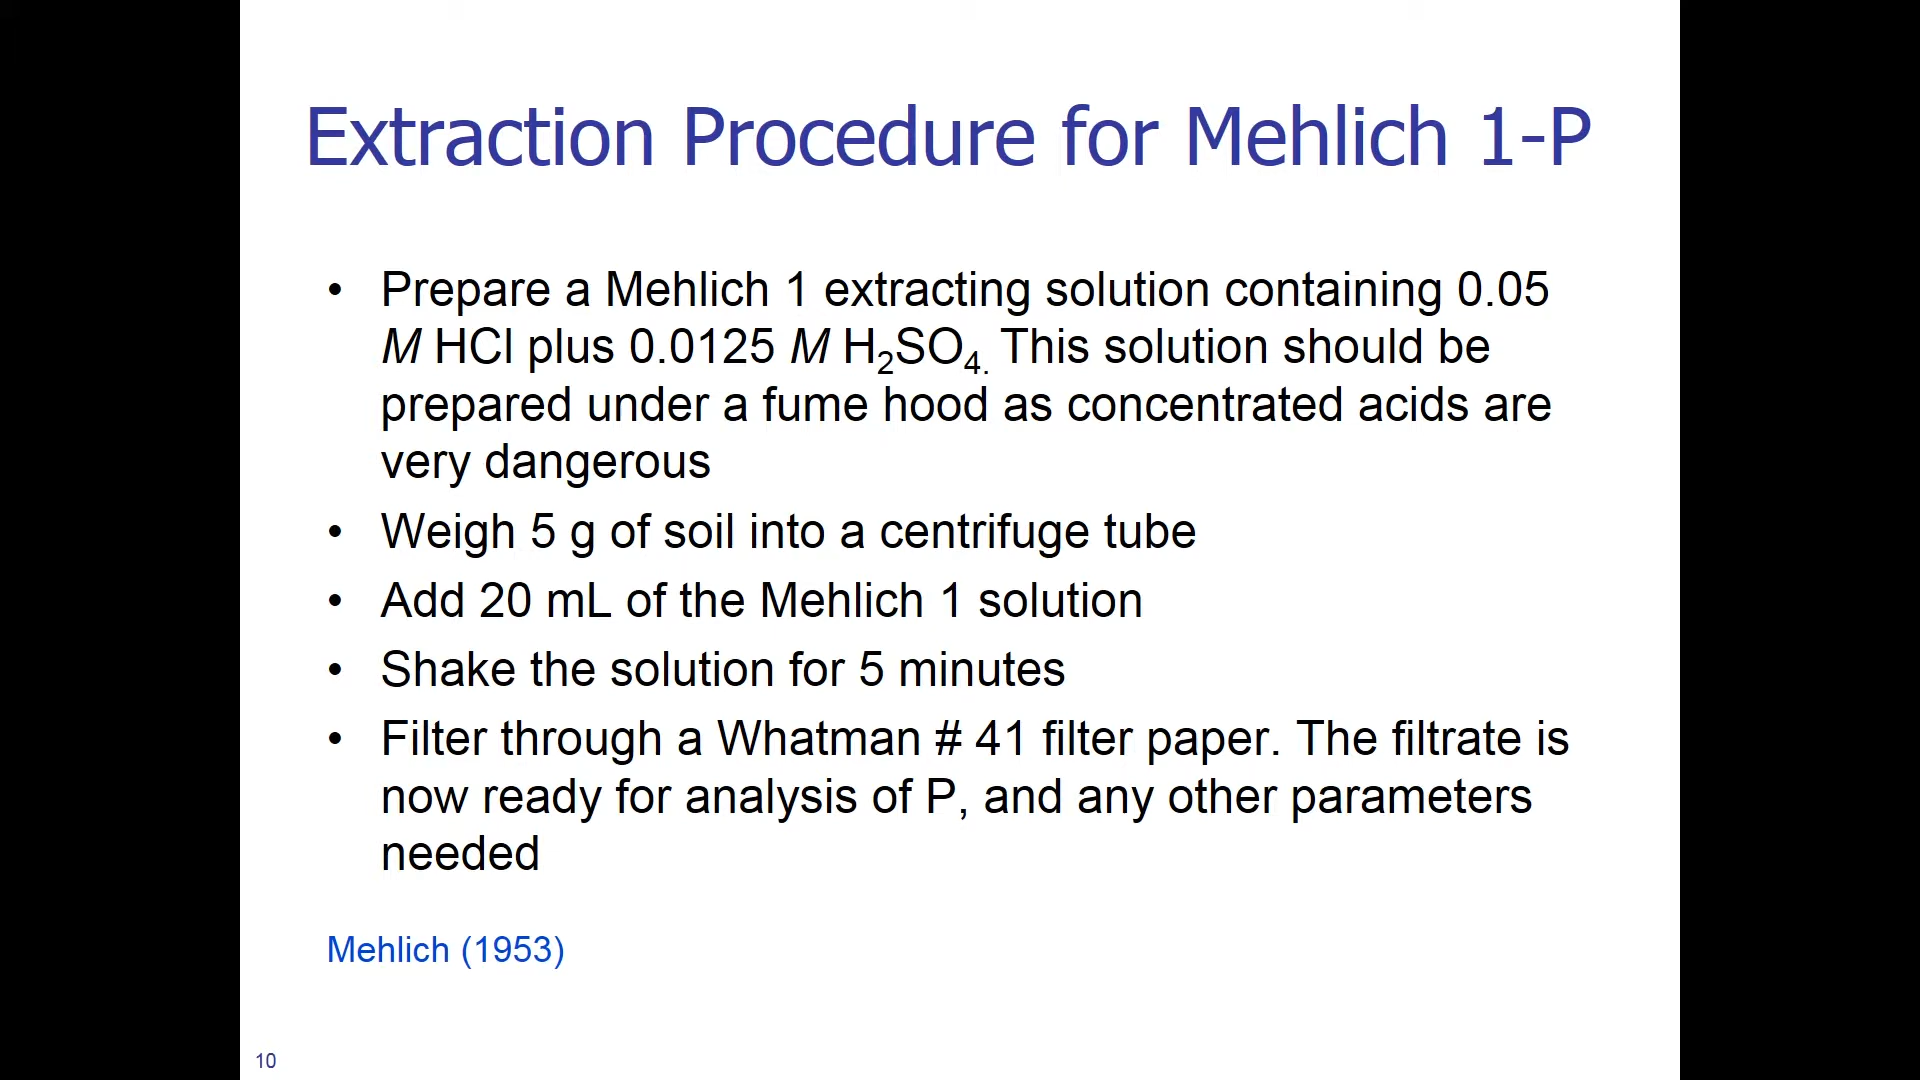 Extraction Procedure for Mehlich 1-P
• Prepare a Mehlich 1 extracting solution containing 0.05
M HCl plus 0.0125 M H₂SO₄. This solution should be
prepared under a fume hood as concentrated acids are
very dangerous
• Weigh 5 g of soil into a centrifuge tube
• Add 20 mL of the Mehlich 1 solution
• Shake the solution for 5 minutes
• Filter through a Whatman # 41 filter paper. The filtrate is
now ready for analysis of P, and any other parameters
needed
Mehlich (1953)
10